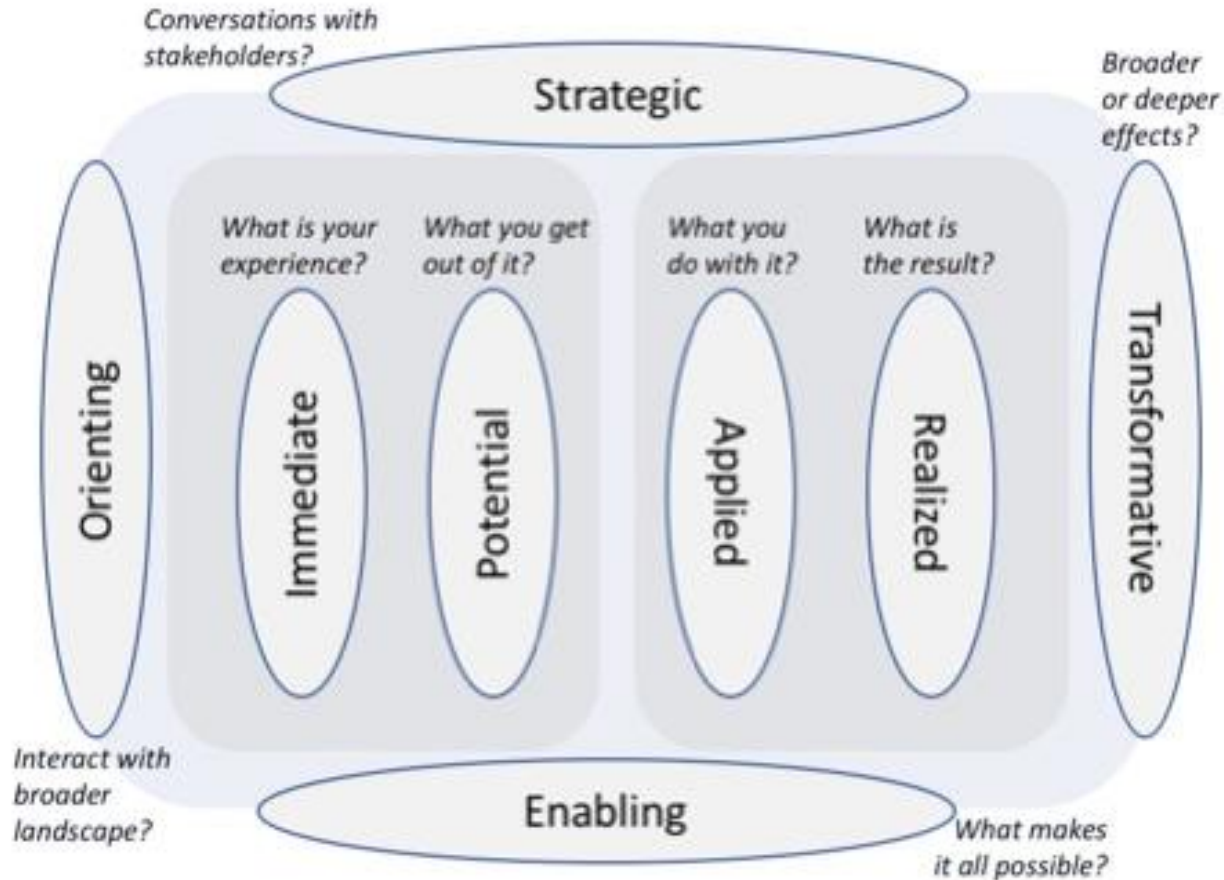 Conversations with
stakeholders?
Strategic
Broader
or deeper
effects?
Orienting
What is your
experience?
Immediate
What you get
out of it?
Potential
What you
do with it?
Applied
What is
the result?
Realized
Transformative
Interact with
broader
landscape?
Enabling
What makes
it all possible?